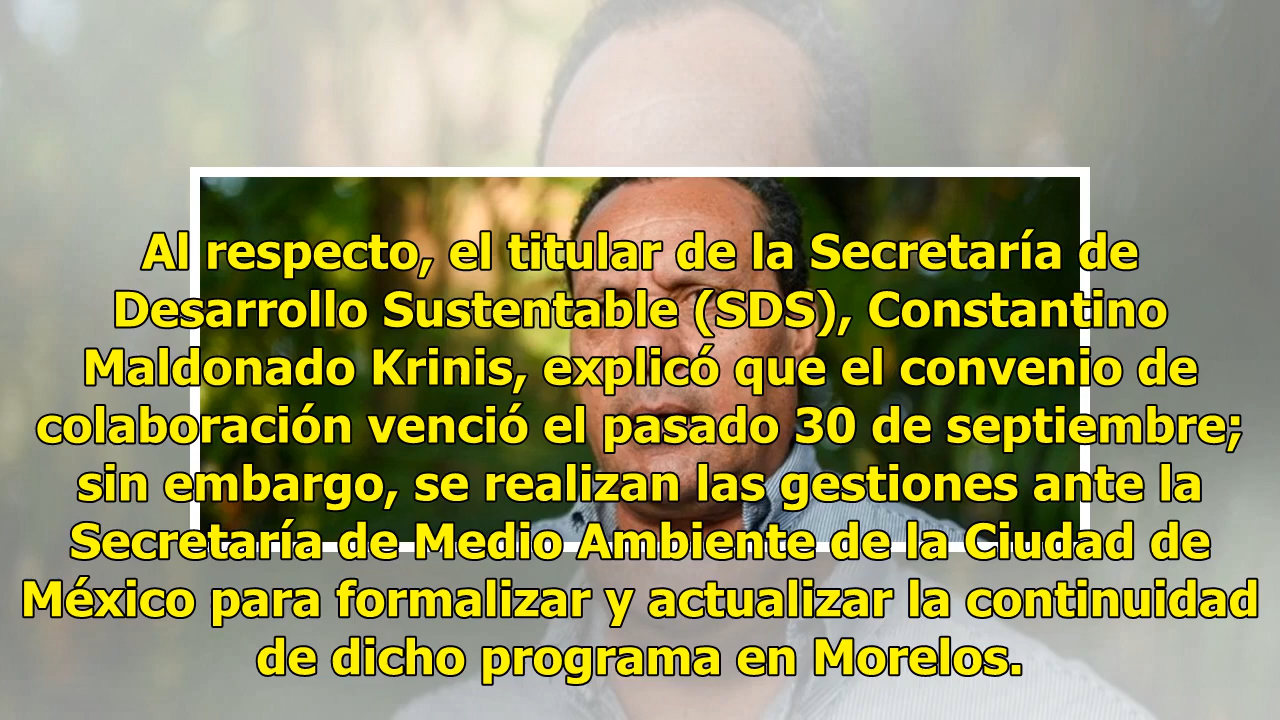 Al respecto, el titular de la Secretaría de
Desarrollo Sustentable (SDS), Constantino
Maldonado Krinis, explicó que el convenio de
colaboración venció el pasado 30 de septiembre;
sin embargo, se realizan las gestiones ante la
Secretaría de Medio Ambiente de la Ciudad de
México para formalizar y actualizar la continuidad
de dicho programa en Morelos.